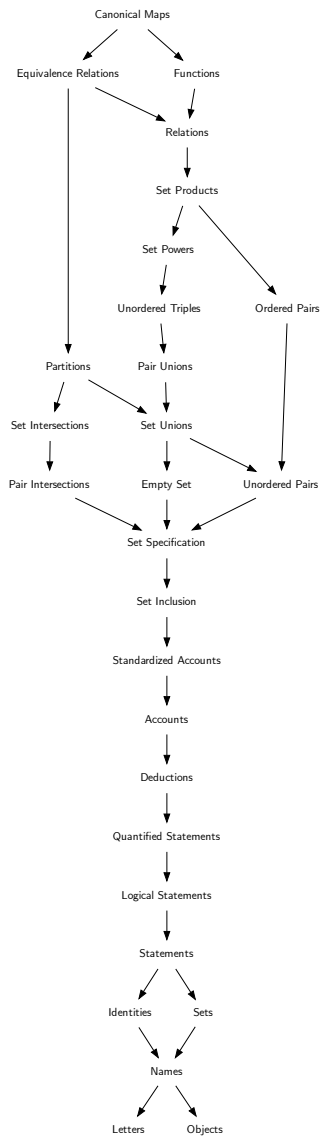 Canonical Maps
Equivalence Relations
Functions
Relations
Set Products
Set Powers
Unordered Triples
Ordered Pairs
Partitions
Pair Unions
Set Intersections
Set Unions
Pair Intersections
Empty Set
Unordered Pairs
Set Specification
Set Inclusion
Standardized Accounts
Accounts
Deductions
Quantified Statements
Logical Statements
Statements
Identities
Sets
Names
Letters
Objects